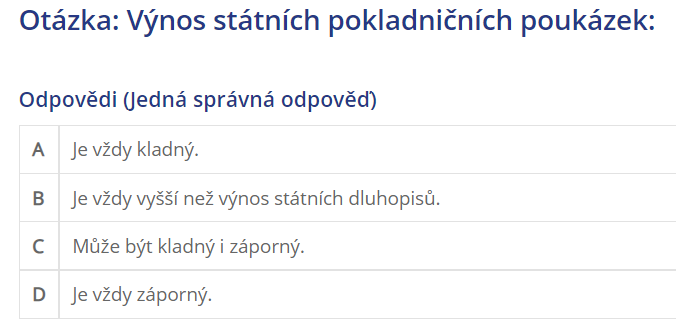 Otázka: Výnos státních pokladničních poukázek:
Odpovědi (Jedná správná odpověď)
A Je vždy kladný.
B Je vždy vyšší než výnos státních dluhopisů.
C Může být kladný i záporný.
D Je vždy záporný.